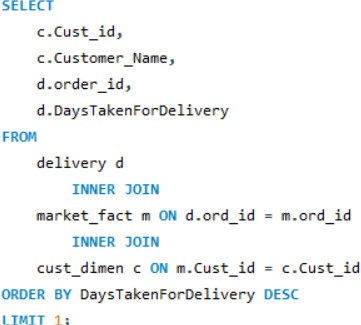 SELECT
c.Cust_id,
c.Customer_Name,
d.order_id,
d.DaysTakenForDelivery
FROM
delivery d
INNER JOIN
market_fact m ON d.ord_id = m.ord_id
INNER JOIN
cust_dimen c ON m.Cust_id = c.Cust_id
ORDER BY DaysTakenForDelivery DESC
LIMIT 1;